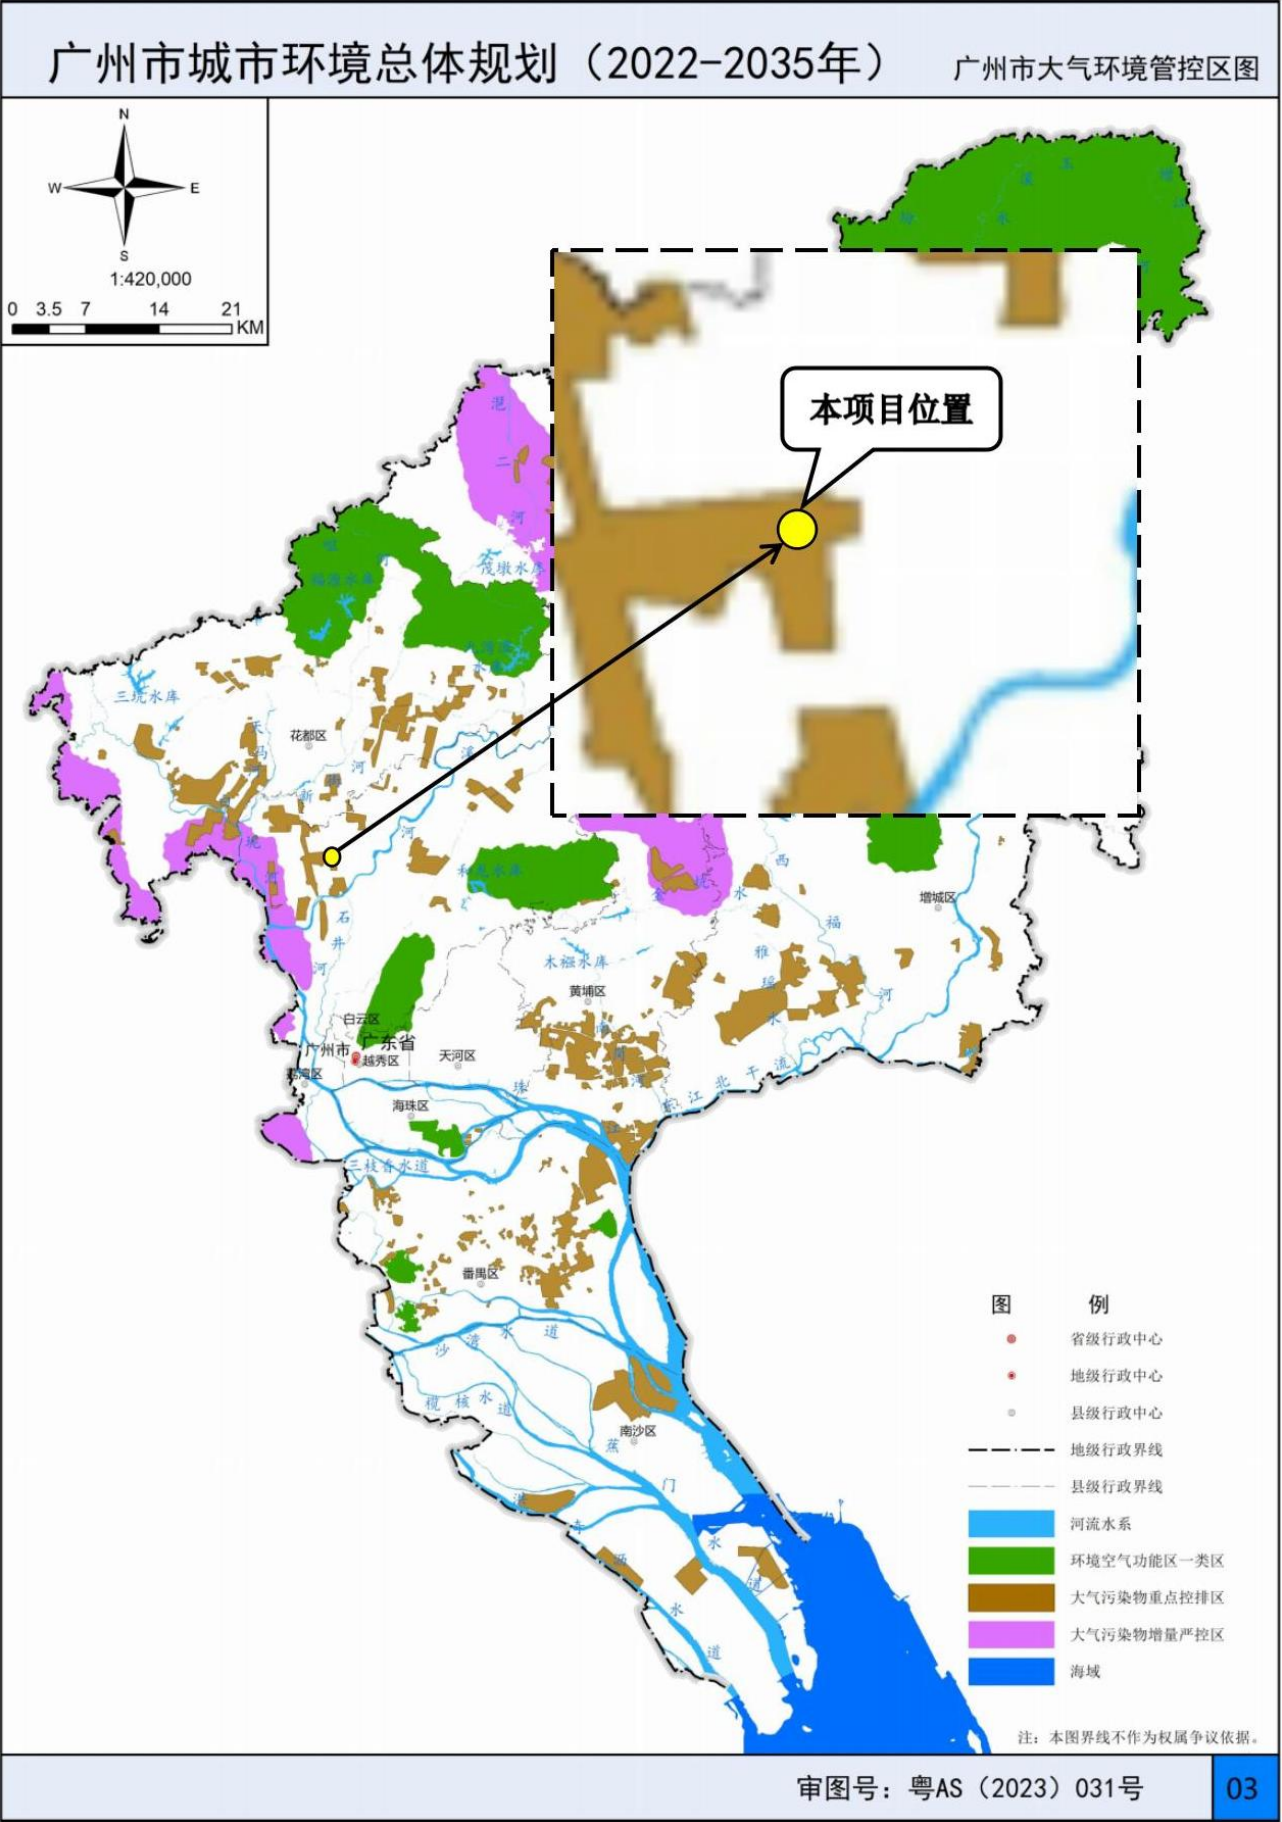 广州市城市环境总体规划（2022-2035年）
广州市大气环境管控区图
N
W
E
S
1:420,000
0 3.5 7 14 21
KM
本项目位置
茂墩水库
福源水库
三坑水库
花都区
和龙水库
增城区
木强水库
黄埔区
白云区
广州市
广东省
越秀区
天河区
荔湾区
海珠区
东江北干流
三枝香水道
番禺区
沙湾水道
榄核水道
南沙区
蕉门水道
图 例
省级行政中心
地级行政中心
县级行政中心
地级行政界线
县级行政界线
河流水系
环境空气功能区一类区
大气污染物重点控排区
大气污染物增量严控区
海域
注：本图界线不作为权属争议依据。
审图号：粤AS（2023）031号
03